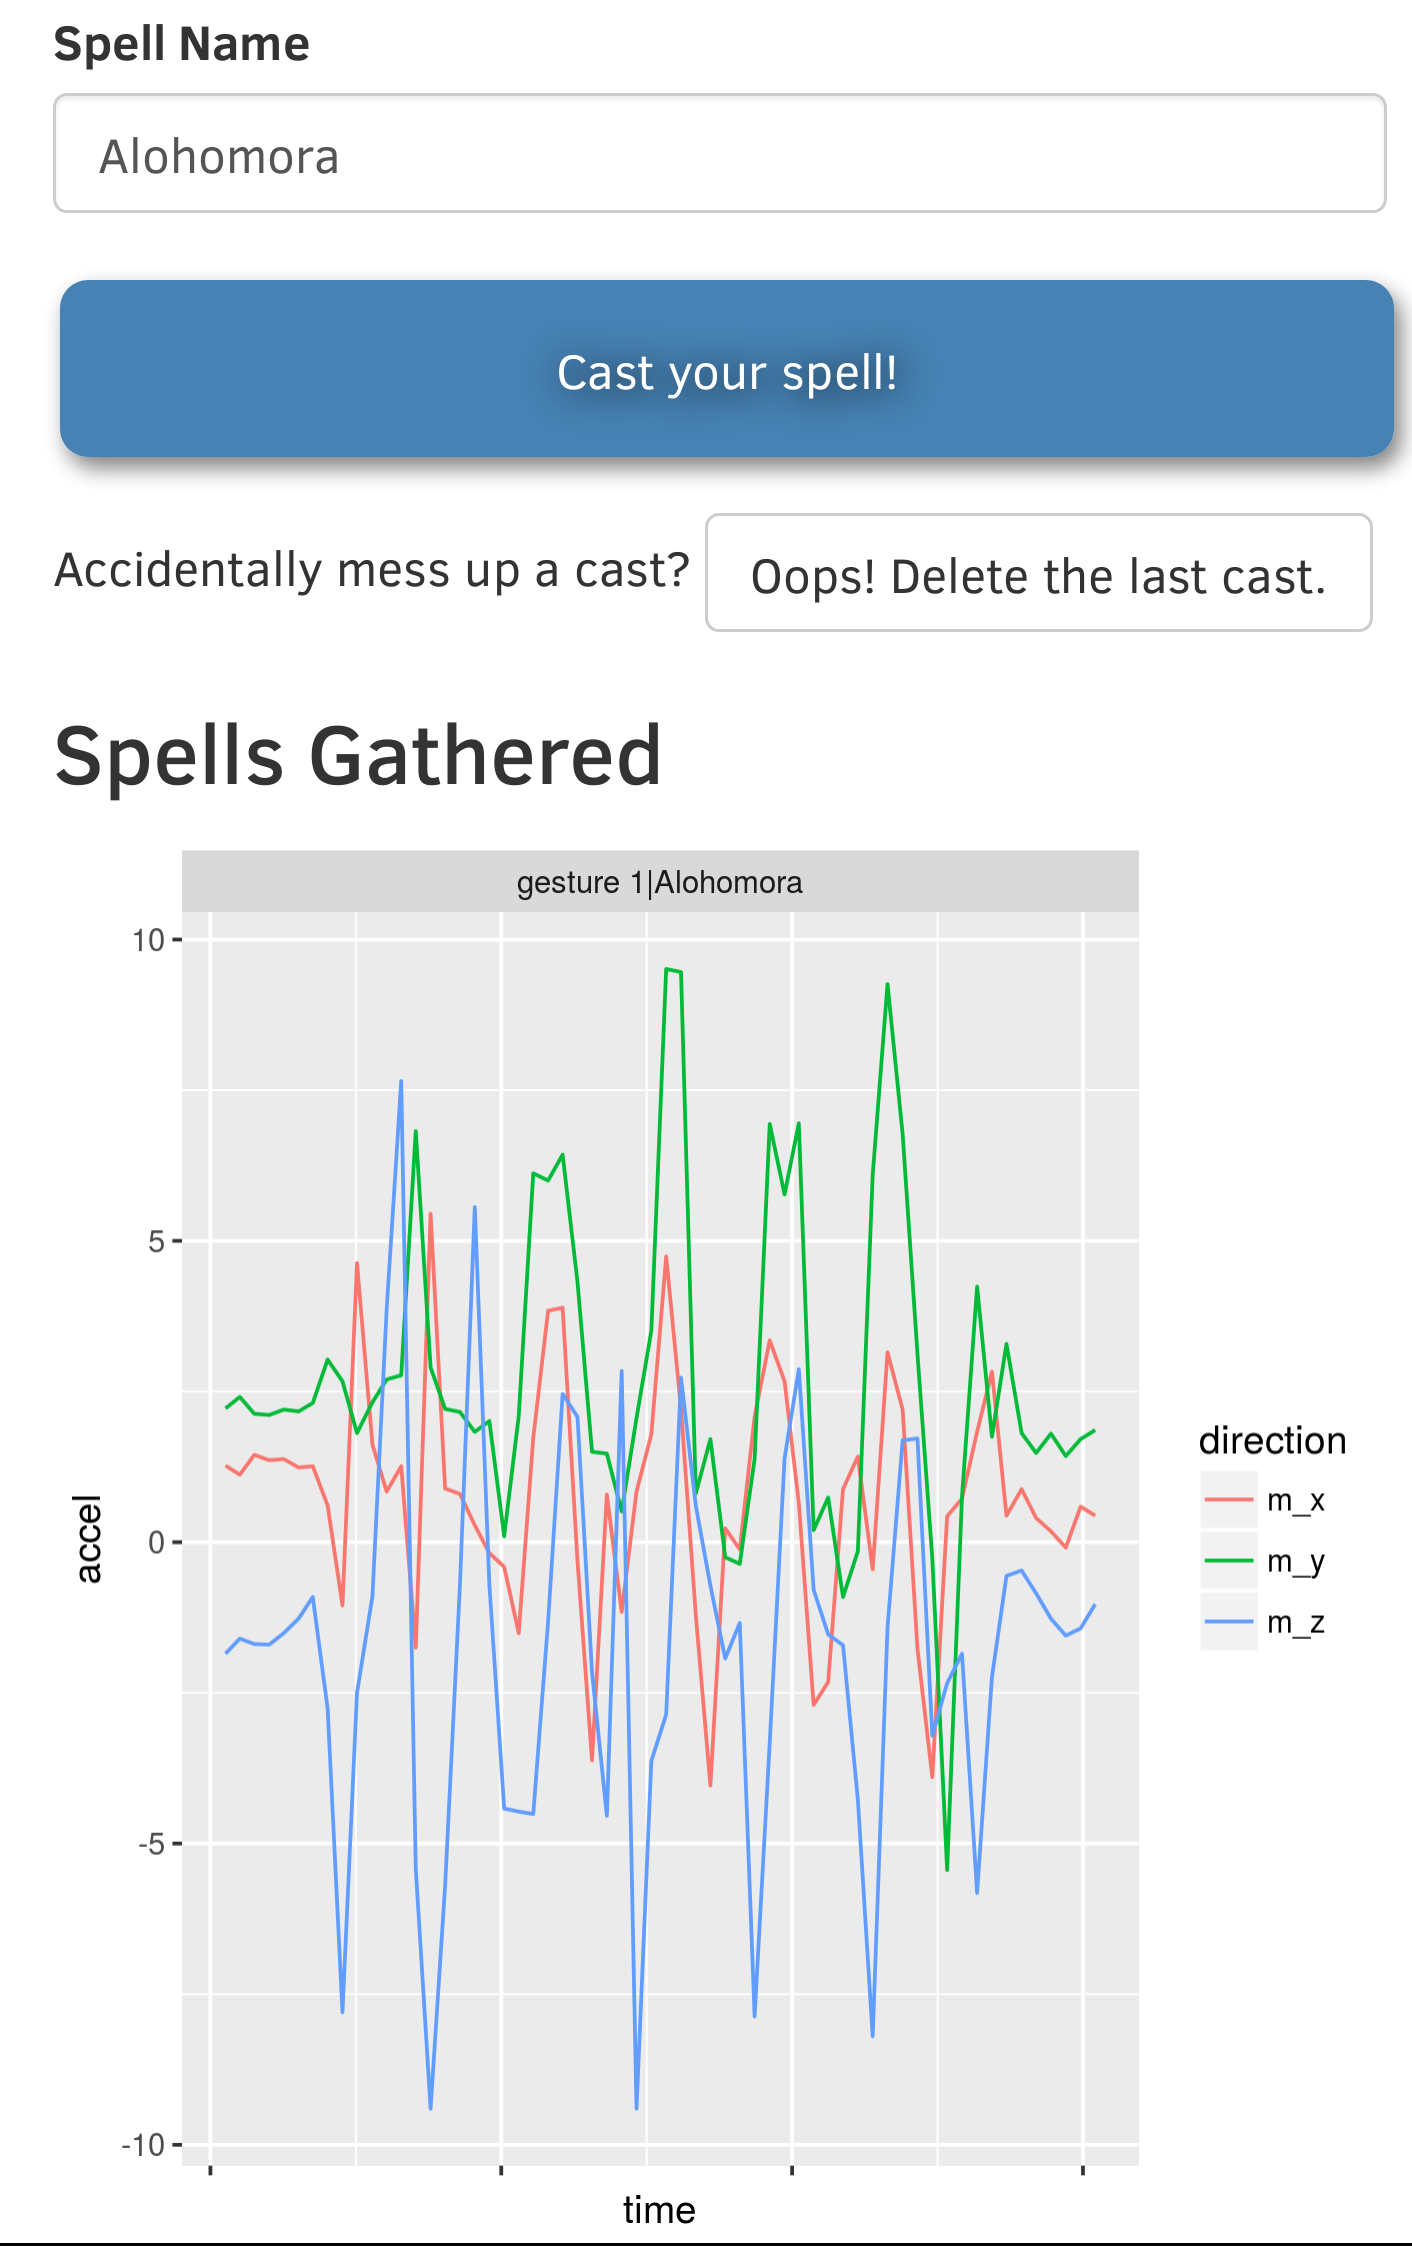 Spell Name
Alohomora
Cast your spell!
Accidentally mess up a cast? Oops! Delete the last cast.
Spells Gathered
gesture 1|Alohomora
10
5
0
-5
-10
accel
time
direction
m_x
m_y
m_z